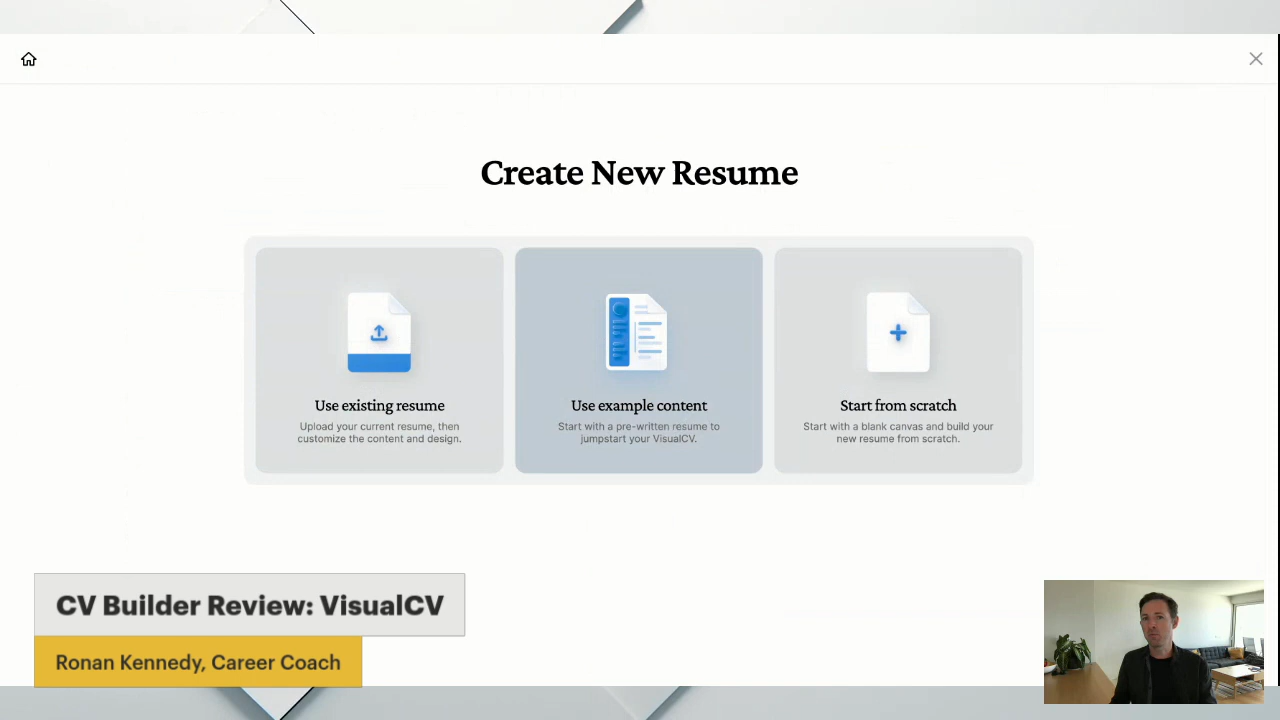 Create New Resume
Use existing resume
Upload your current resume, then
customize the content and design.
Use example content
Start with a pre-written resume to
jumpstart your VisualCV.
Start from scratch
Start with a blank canvas and build your
new resume from scratch.
CV Builder Review: VisualCV
Ronan Kennedy, Career Coach